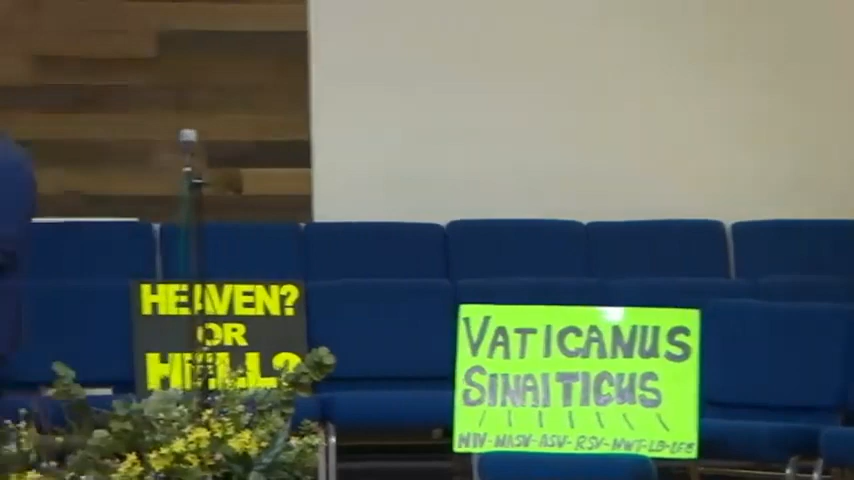 HEAVEN?
OR
HELL?
VATICANUS
SINAITICUS
NIV-NASV-ASV-RSV-NWT-LB-